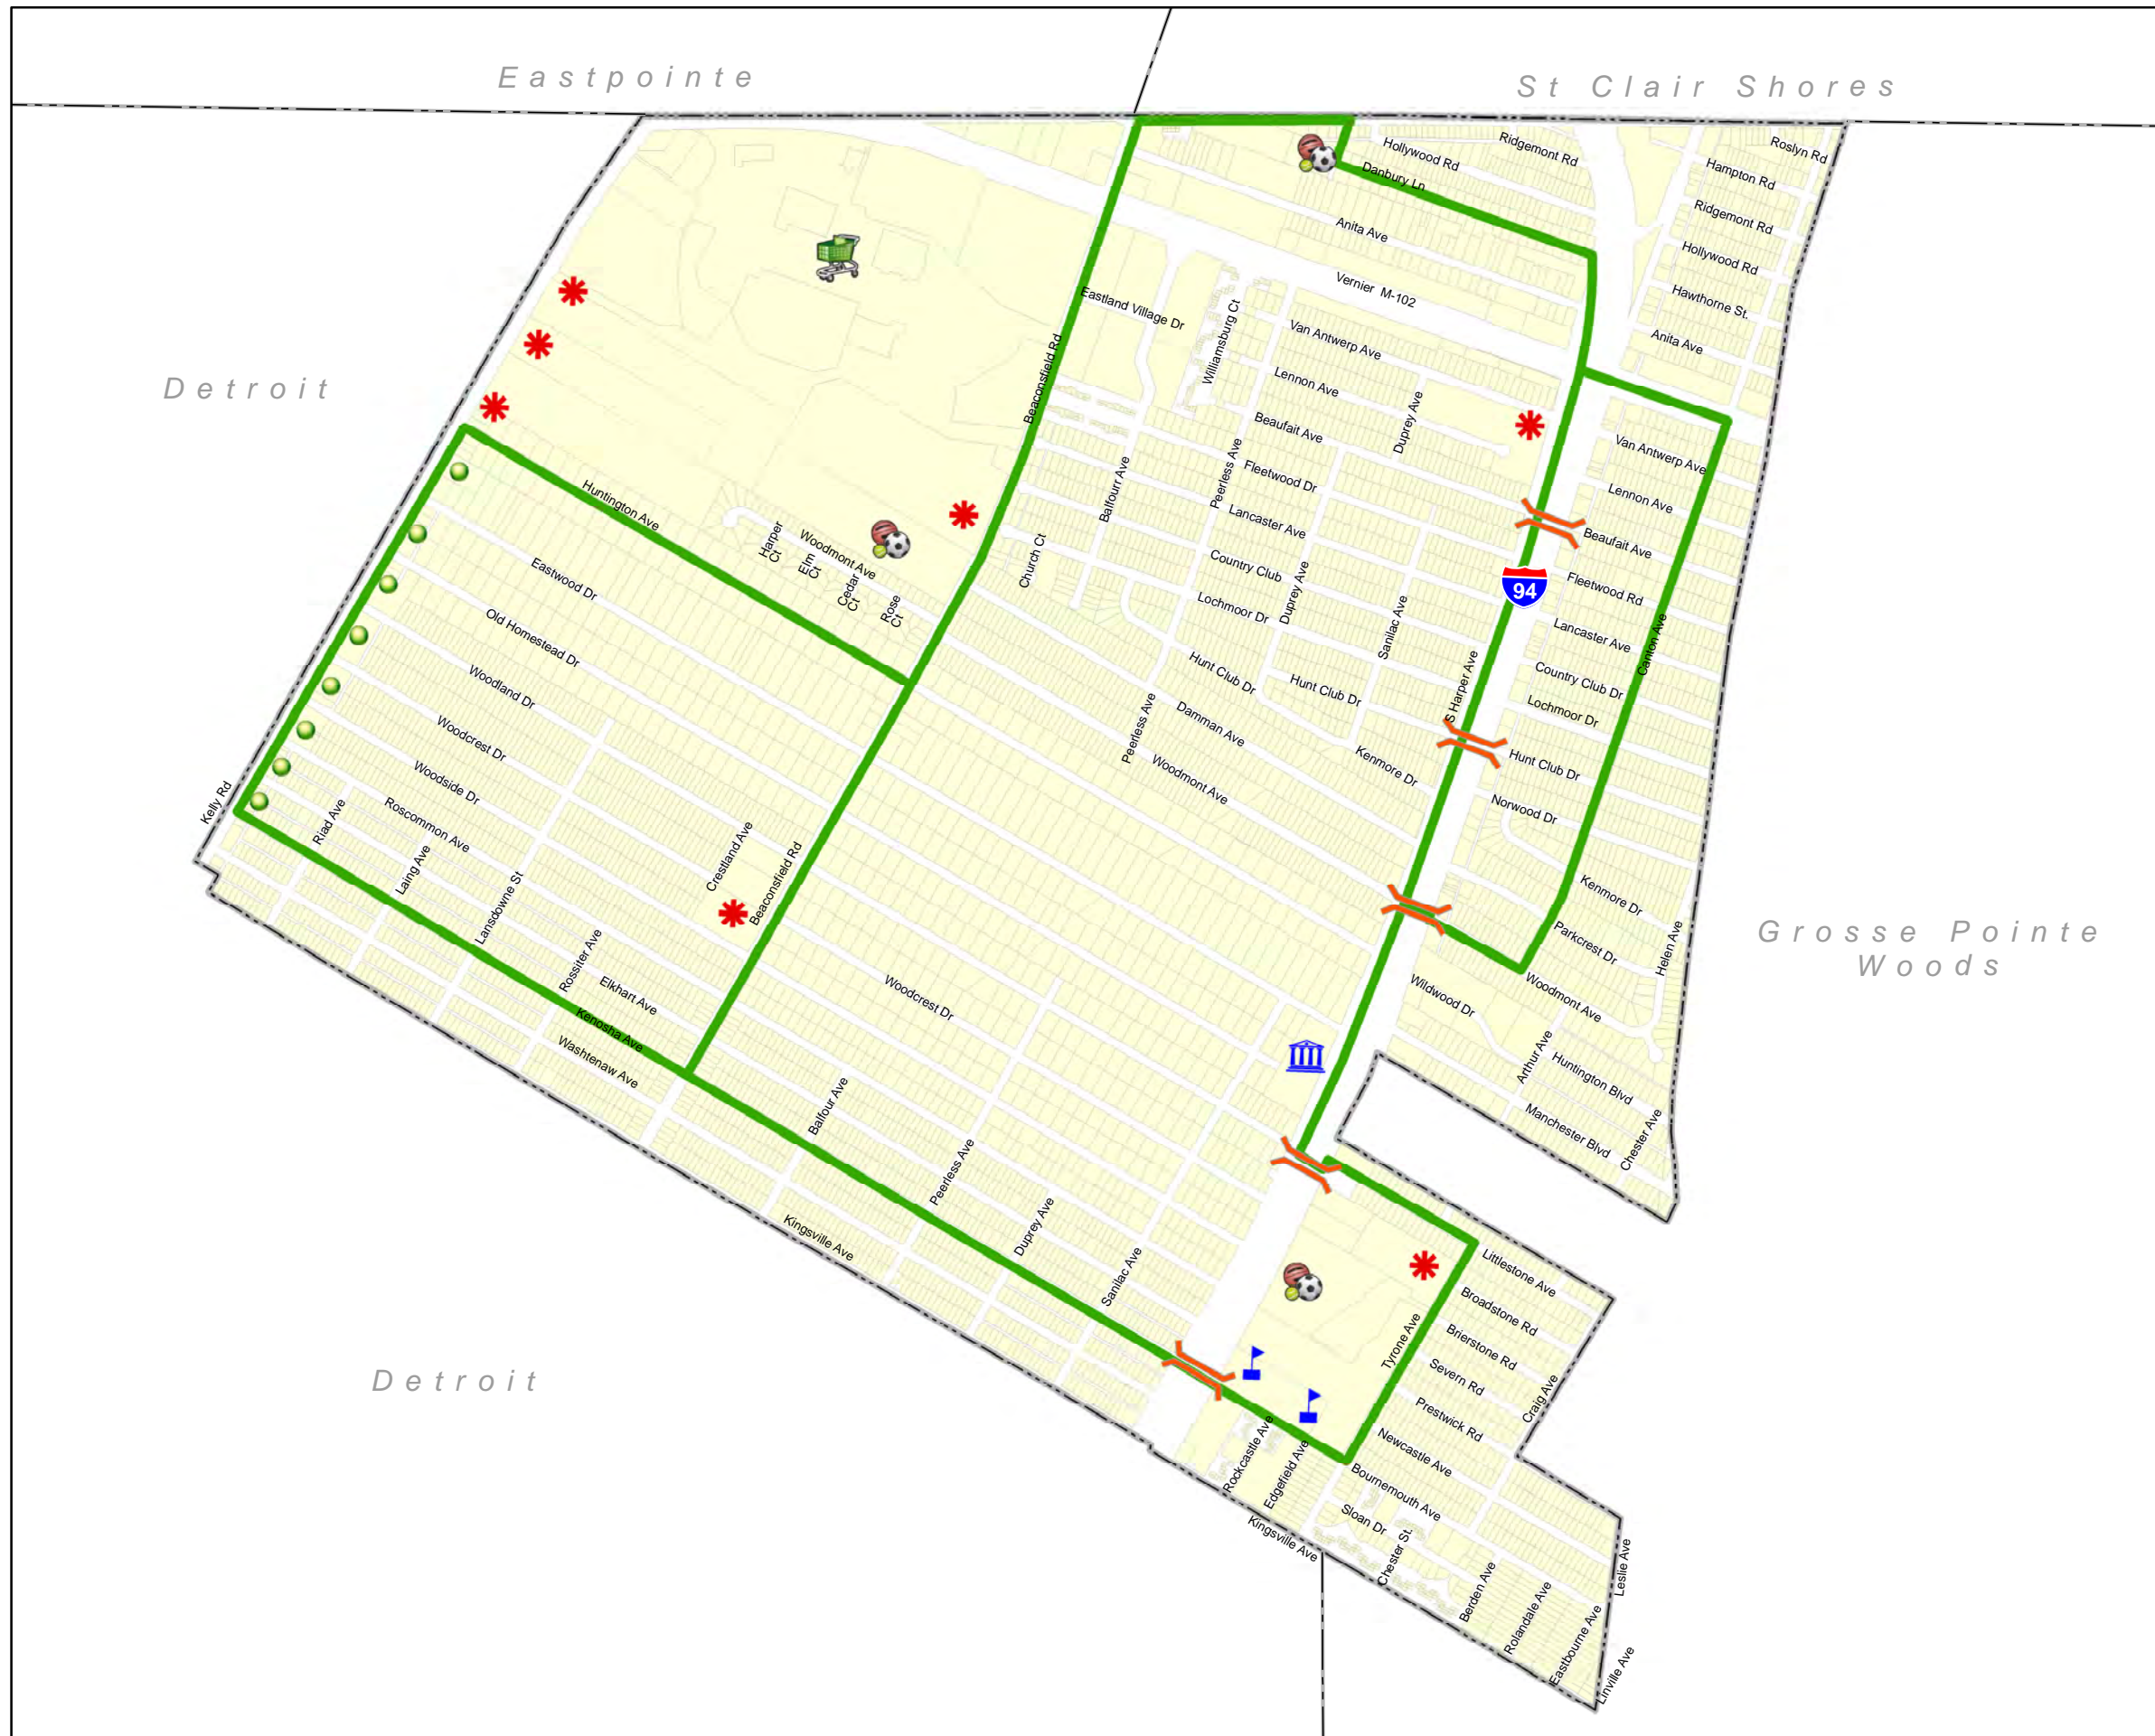 Eastpointe
St Clair Shores
Detroit
Hollywood Rd
Ridgemont Rd
Roslyn Rd
Danbury Ln
Hampton Rd
Anita Ave
Ridgemont Rd
Hollywood Rd
Vernier M-102
Hawthorne St.
Eastland Village Dr
Williamsburg Ct
Van Antwerp Ave
Anita Ave
Beaconsfield Rd
Lennon Ave
Duprey Ave
Beaufait Ave
Van Antwerp Ave
Peerless Ave
Balfour Ave
Fleetwood Dr
Lennon Ave
Huntington Ave
Lancaster Ave
Harper
Ct
Woodmont Ave
Elm
Ct
Cedar
Ct
Rose
Ct
Church Ct
Beaufait Ave
Country Club
Duprey Ave
94
Fleetwood Rd
Eastwood Dr
Lochmoor Dr
Sanilac Ave
Lancaster Ave
Canton Ave
Old Homestead Dr
Hunt Club Dr
Hunt Club Dr
S Harper Ave
Country Club Dr
Woodland Dr
Peerless Ave
Damman Ave
Lochmoor Dr
Woodcrest Dr
Woodmont Ave
Kenmore Dr
Hunt Club Dr
Woodside Dr
Kelly Rd
Riad Ave
Roscommon Ave
Norwood Dr
Laing Ave
Crestland Ave
Beaconsfield Rd
Kenmore Dr
Lansdowne St
Rossiter Ave
Parkcrest Dr
Helen Ave
Grosse Pointe
Woods
Elkhart Ave
Woodcrest Dr
Wildwood Dr
Woodmont Ave
Kenosha Ave
Washtenaw Ave
Arthur Ave
Huntington Blvd
Balfour Ave
Manchester Blvd
Chester Ave
Peerless Ave
Kingsville Ave
Duprey Ave
Sanilac Ave
Littlestone Ave
Broadstone Rd
Tyrone Ave
Brierstone Rd
Severn Rd
Detroit
Craig Ave
Prestwick Rd
Rockcastle Ave
Edgefield Ave
Newcastle Ave
Bournemouth Ave
Sloan Dr
Kingsville Ave
Chester St.
Berden Ave
Leslie Ave
Rolandale Ave
Eastbourne Ave
Linville Ave